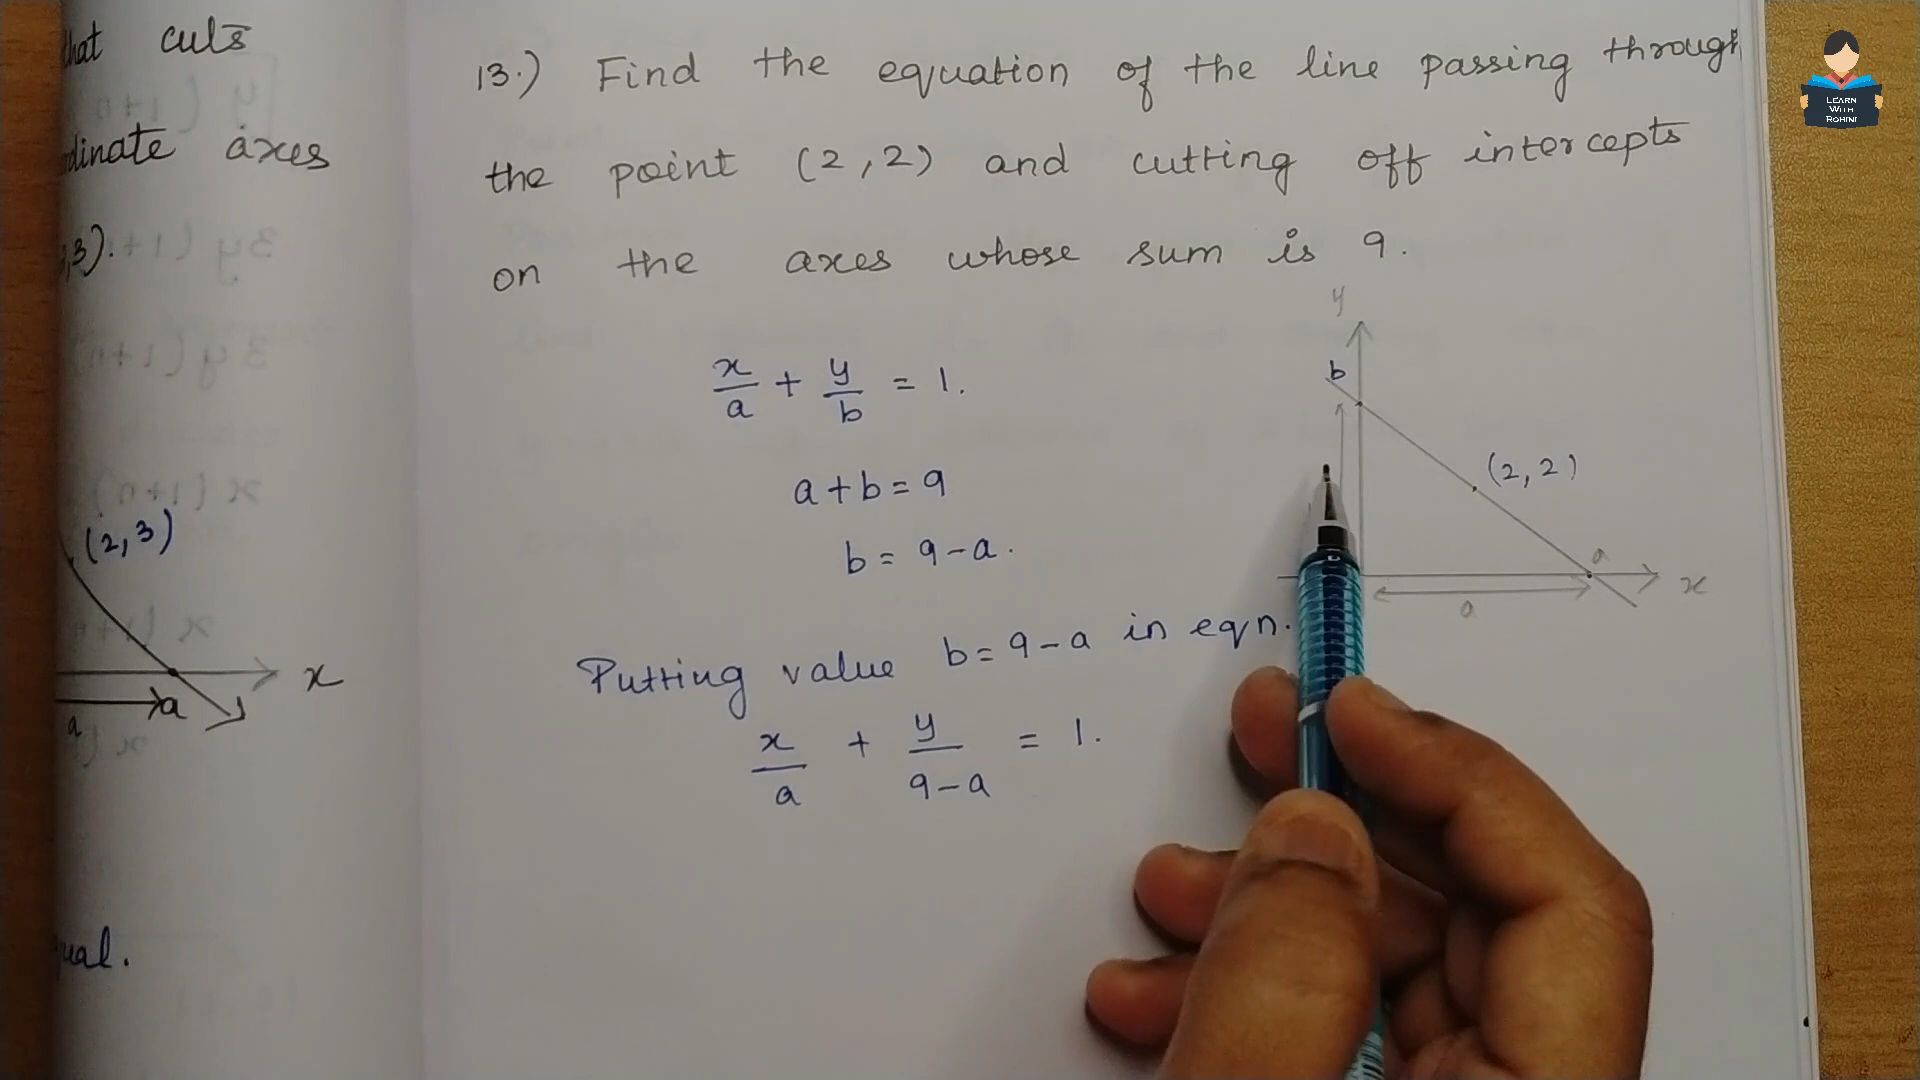 cuts
axes
(2,3)
a
a
x
13.) Find the equation of the line passing through
the point (2,2) and cutting off intercepts
on the axes whose sum is 9.
x/a + y/b = 1.
a+b=9
b=9-a.
Putting value b=9-a in eqn.
x/a + y/9-a = 1.
y
b
(2,2)
a
x
a
LEARN
WITH
ROHINI